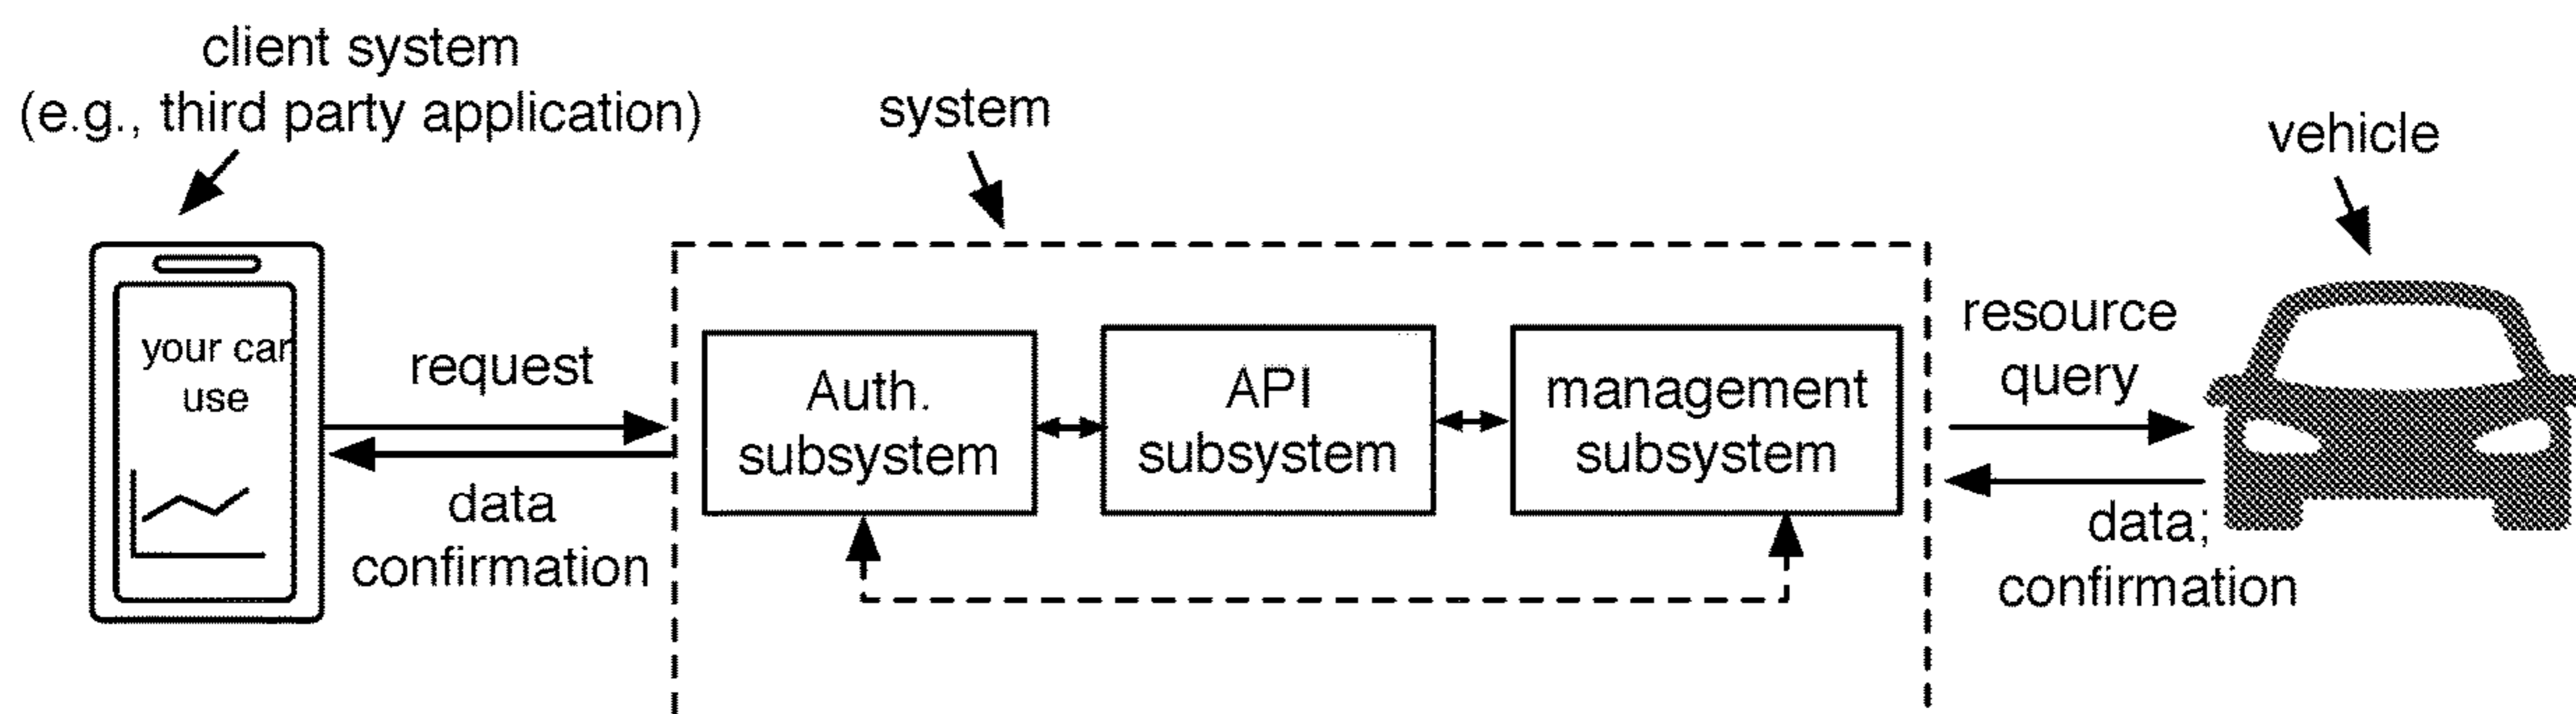 client system
(e.g., third party application)
system
vehicle
your car
use
request
data
confirmation
Auth.
subsystem
API
subsystem
management
subsystem
resource
query
data;
confirmation